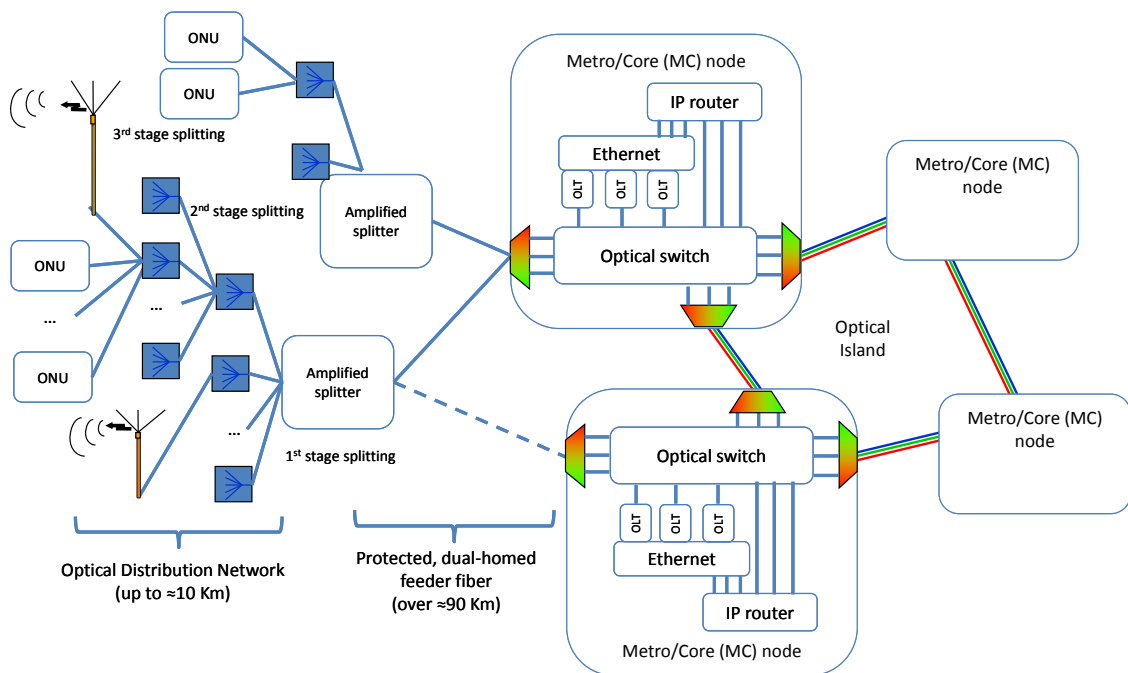 ONU
ONU
3rd stage splitting
2nd stage splitting
Amplified
splitter
ONU
...
...
ONU
Amplified
splitter
...
1st stage splitting
Optical Distribution Network
(up to ≈10 Km)
Protected, dual-homed
feeder fiber
(over ≈90 Km)
Metro/Core (MC) node
IP router
Ethernet
OLT
OLT
OLT
Optical switch
Metro/Core (MC)
node
Optical
Island
Metro/Core (MC)
node
Optical switch
OLT
OLT
OLT
Ethernet
IP router
Metro/Core (MC) node